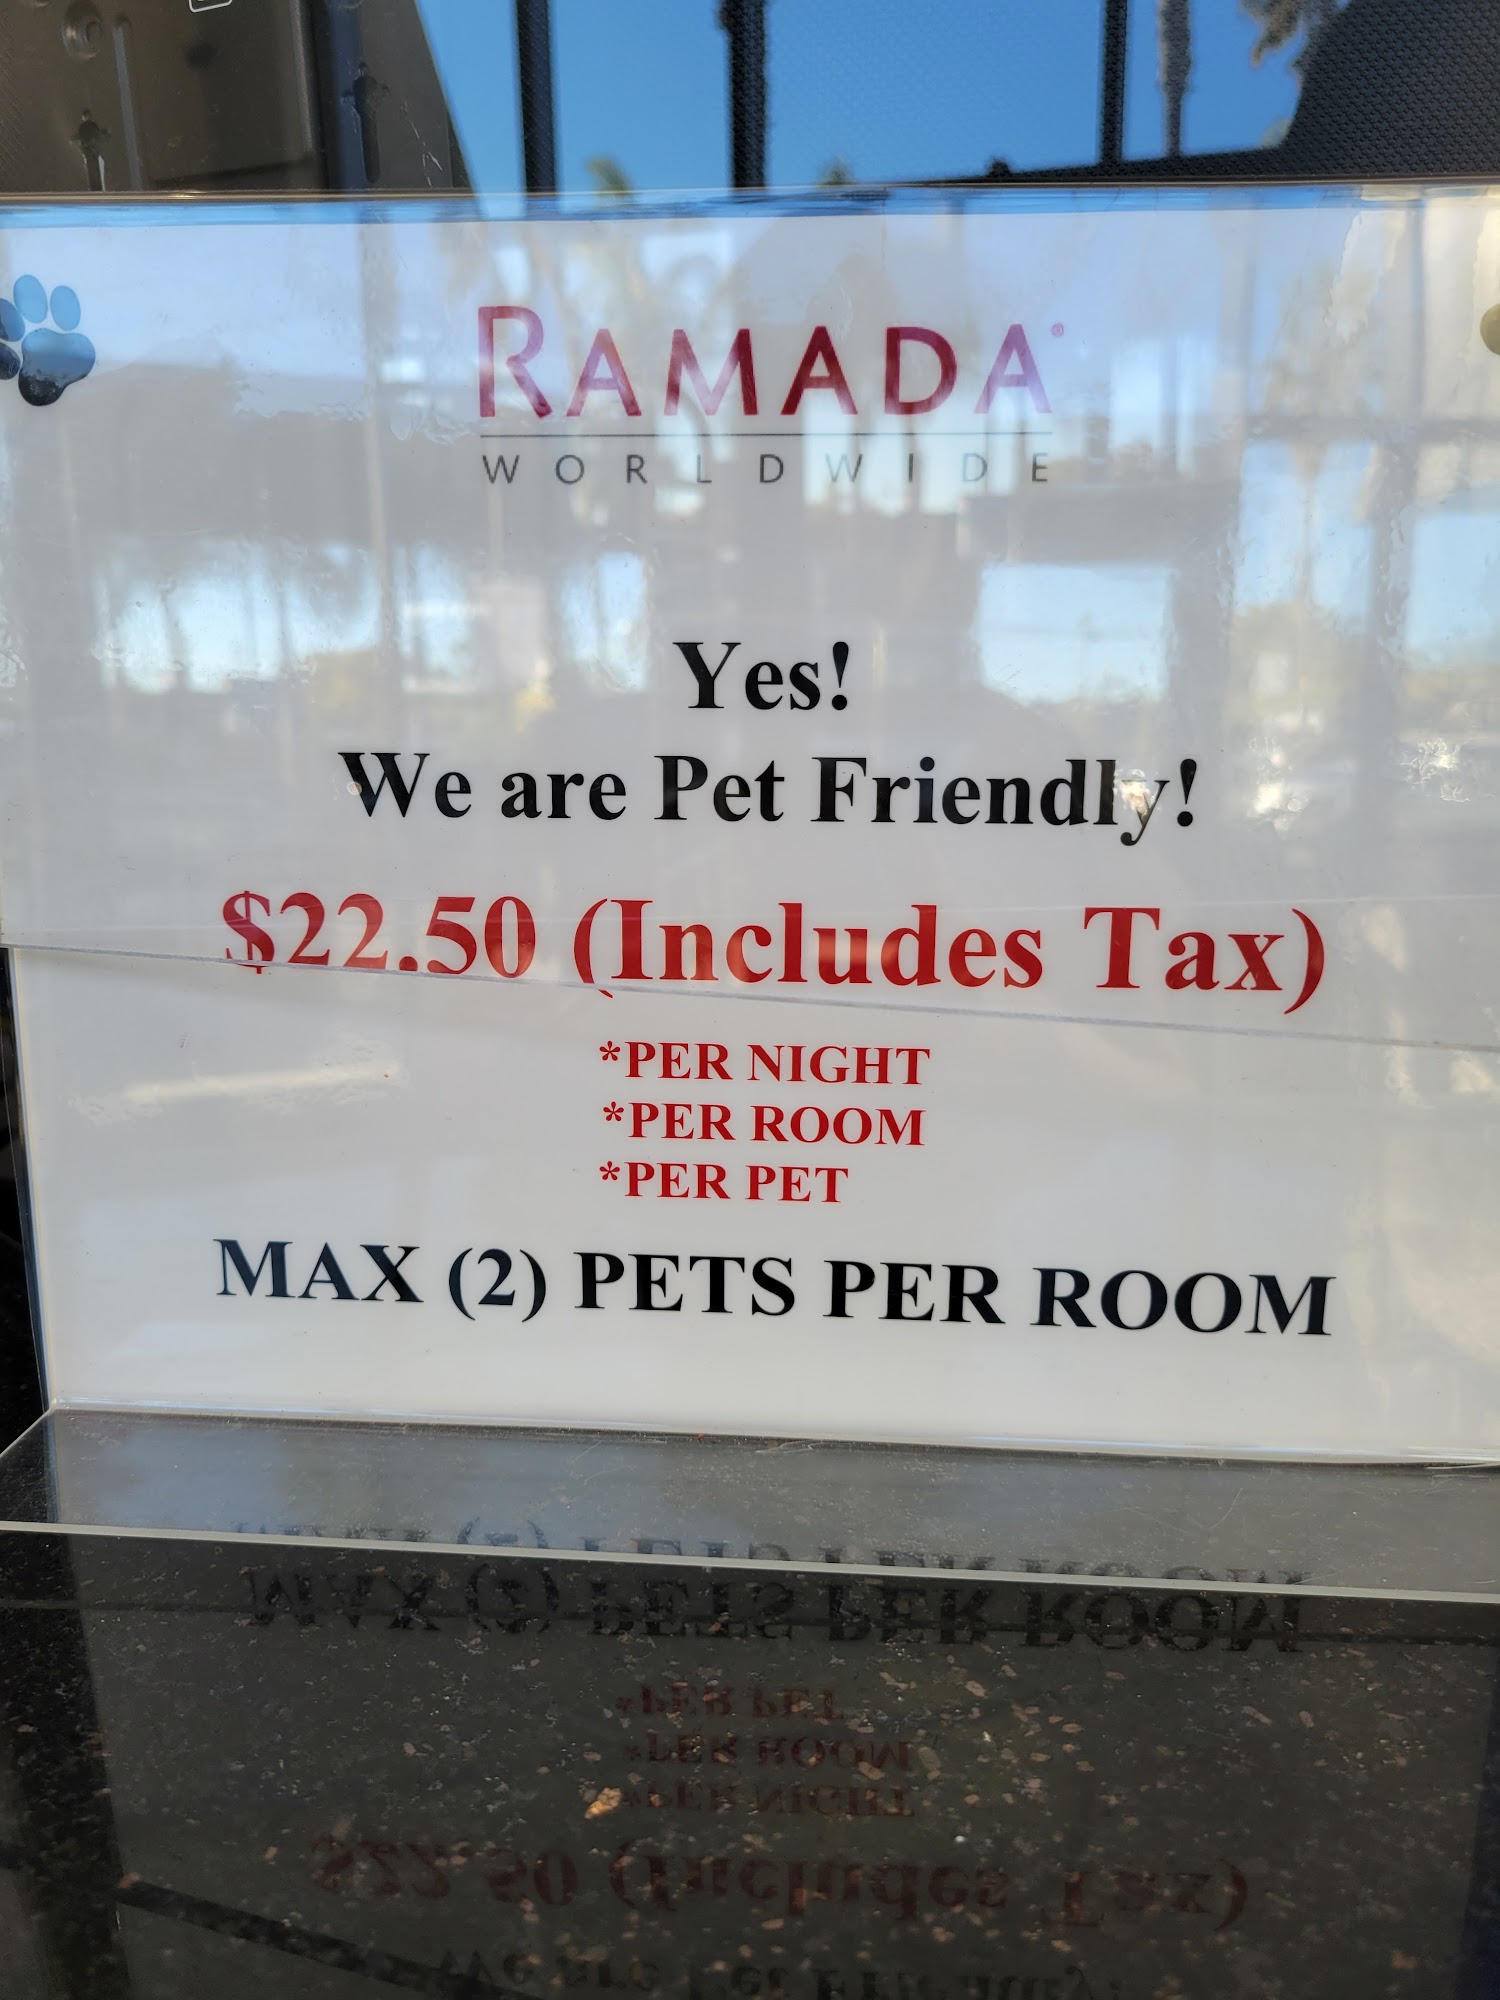 RAMADA®
WORLDWIDE
Yes!
We are Pet Friendly!
$22.50 (Includes Tax)
*PER NIGHT
*PER ROOM
*PER PET
MAX (2) PETS PER ROOM